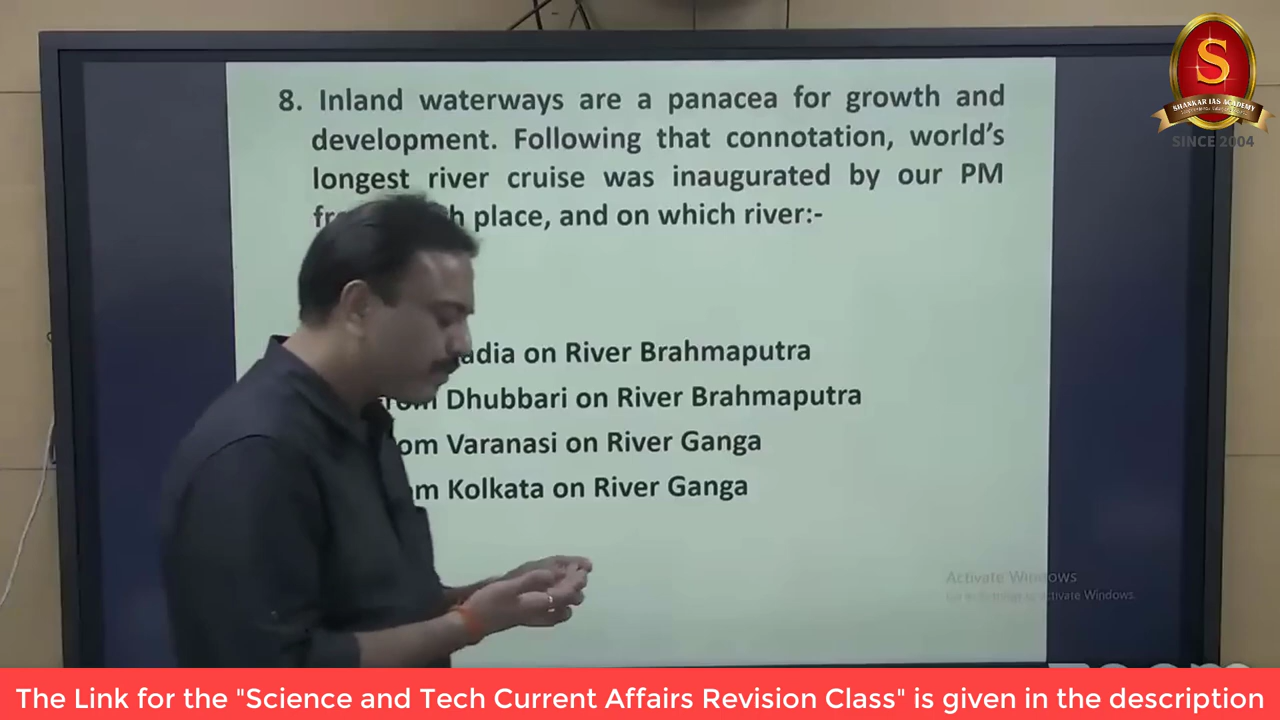 8. Inland waterways are a panacea for growth and
development. Following that connotation, world's
longest river cruise was inaugurated by our PM
place, and on which river:-
on River Brahmaputra
Dhubbari on River Brahmaputra
Varanasi on River Ganga
Kolkata on River Ganga
Activate Windows
S
SHANKAR IAS ACADEMY
SINCE 2004
The Link for the "Science and Tech Current Affairs Revision Class" is given in the description